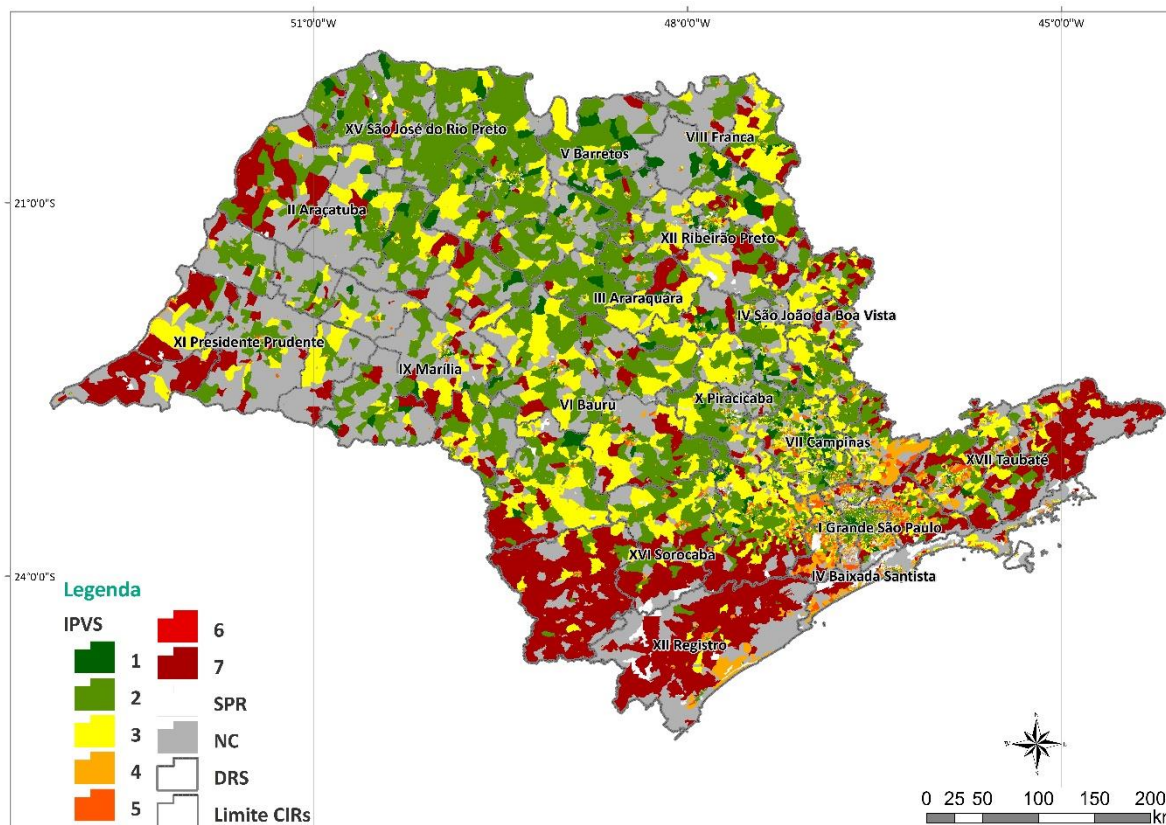 51°0'0"W
48°0'0"W
45°0'0"W
XV São José do Rio Preto
VIII Franca
V Barretos
21°0'0"S
II Araçatuba
XII Ribeirão Preto
III Araraquara
IV São João da Boa Vista
XI Presidente Prudente
IX Marília
X Piracicaba
VI Bauru
VII Campinas
XVII Taubaté
I Grande São Paulo
XVI Sorocaba
24°0'0"S
IV Baixada Santista
XII Registro
Legenda
IPVS
1
2
3
4
5
6
7
SPR
NC
DRS
Limite CIRs
0 25 50 100 150 200
km